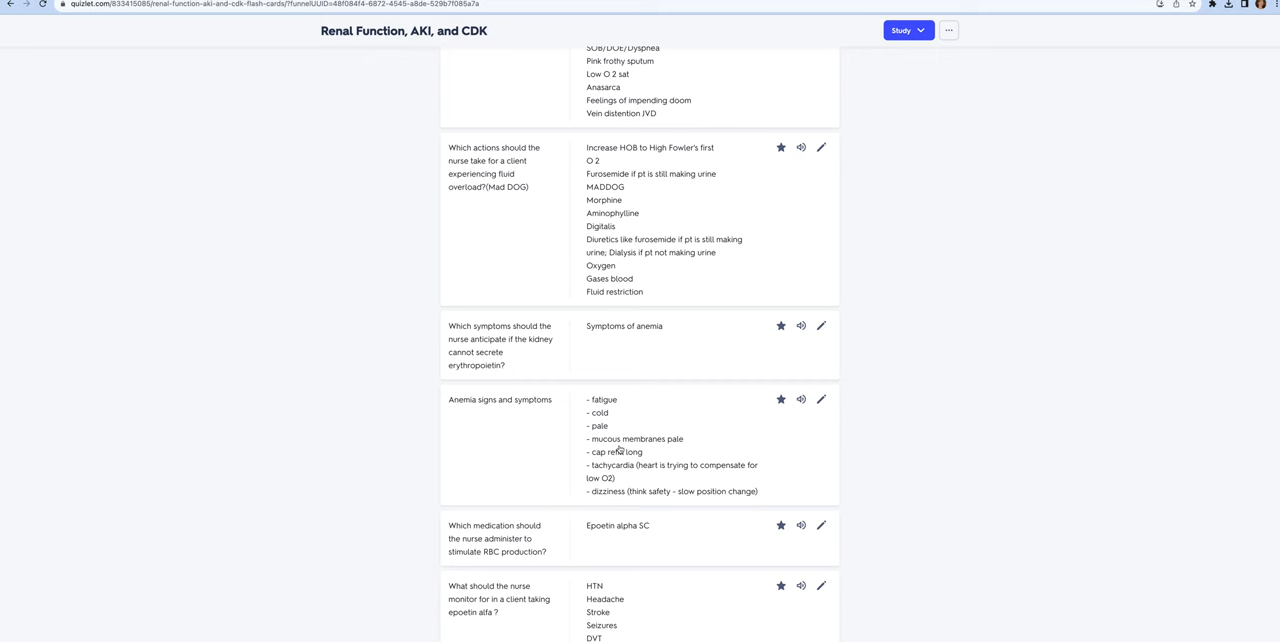 quizlet.com/833415085/renal-function-aki-and-cdk-flash-cards/?funnelUUID=48f084f4-6872-4545-a8de-529b7f085a7a
Renal Function, AKI, and CDK
Study
SOB/DOE/Dyspnea
Pink frothy sputum
Low O 2 sat
Anasarca
Feelings of impending doom
Vein distention JVD
Which actions should the
nurse take for a client
experiencing fluid
overload?(Mad DOG)
Increase HOB to High Fowler's first
O 2
Furosemide if pt is still making urine
MADDOG
Morphine
Aminophylline
Digitalis
Diuretics like furosemide if pt is still making
urine; Dialysis if pt not making urine
Oxygen
Gases blood
Fluid restriction
Which symptoms should the
nurse anticipate if the kidney
cannot secrete
erythropoietin?
Symptoms of anemia
Anemia signs and symptoms
- fatigue
- cold
- pale
- mucous membranes pale
- cap refill long
- tachycardia (heart is trying to compensate for
low O2)
- dizziness (think safety - slow position change)
Which medication should
the nurse administer to
stimulate RBC production?
Epoetin alpha SC
What should the nurse
monitor for in a client taking
epoetin alfa ?
HTN
Headache
Stroke
Seizures
DVT